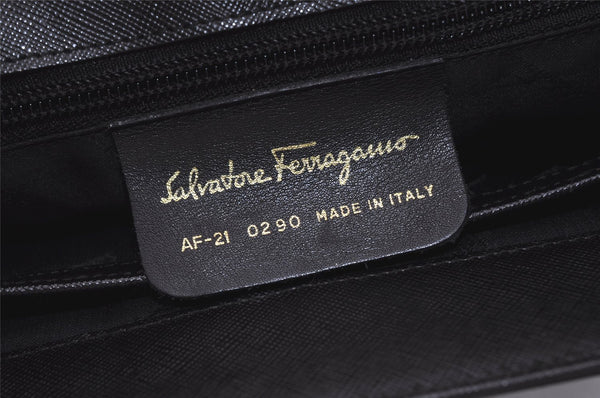 Salvatore Ferragamo
AF-21 0290 MADE IN ITALY